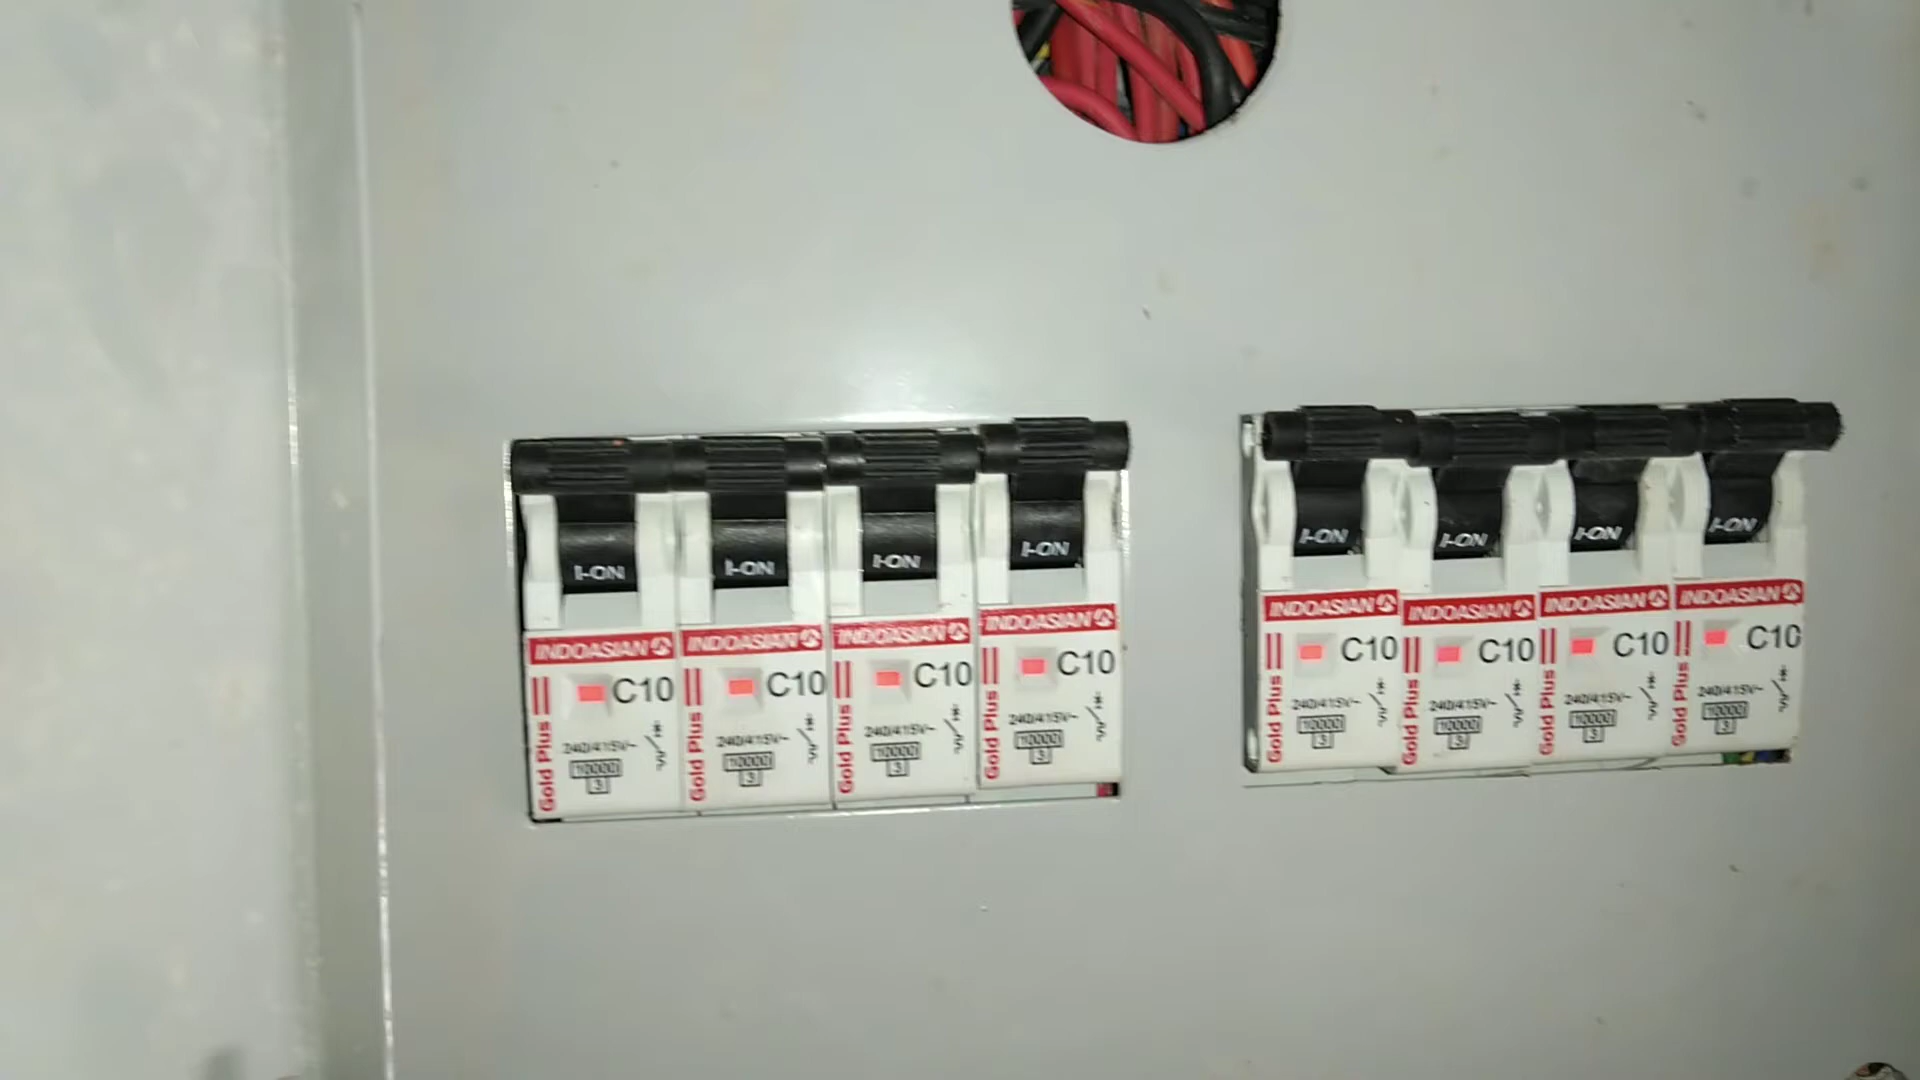 I-ON
INDOASIAN
Gold Plus
C10
240/415V~
10000
3
I-ON
INDOASIAN
Gold Plus
C10
240/415V~
10000
3
I-ON
INDOASIAN
Gold Plus
C10
240/415V~
10000
3
I-ON
INDOASIAN
Gold Plus
C10
240/415V~
10000
3
I-ON
INDOASIAN
Gold Plus
C10
240/415V~
10000
3
I-ON
INDOASIAN
Gold Plus
C10
240/415V~
10000
3
I-ON
INDOASIAN
Gold Plus
C10
240/415V~
10000
3
I-ON
INDOASIAN
Gold Plus
C10
240/415V~
10000
3